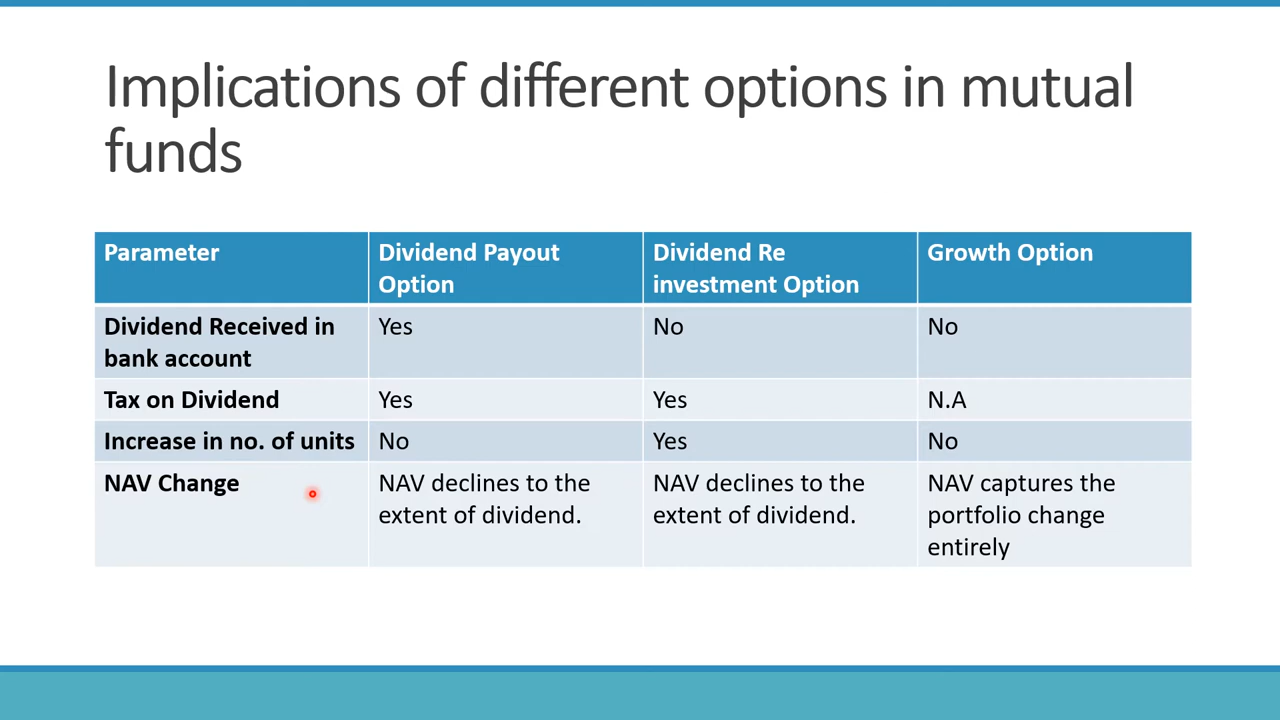 Implications of different options in mutual
funds
Parameter
Dividend Payout
Option
Dividend Re
investment Option
Growth Option
Dividend Received in
bank account
Yes
No
No
Tax on Dividend
Yes
Yes
N.A
Increase in no. of units
No
Yes
No
NAV Change
NAV declines to the
extent of dividend.
NAV declines to the
extent of dividend.
NAV captures the
portfolio change
entirely